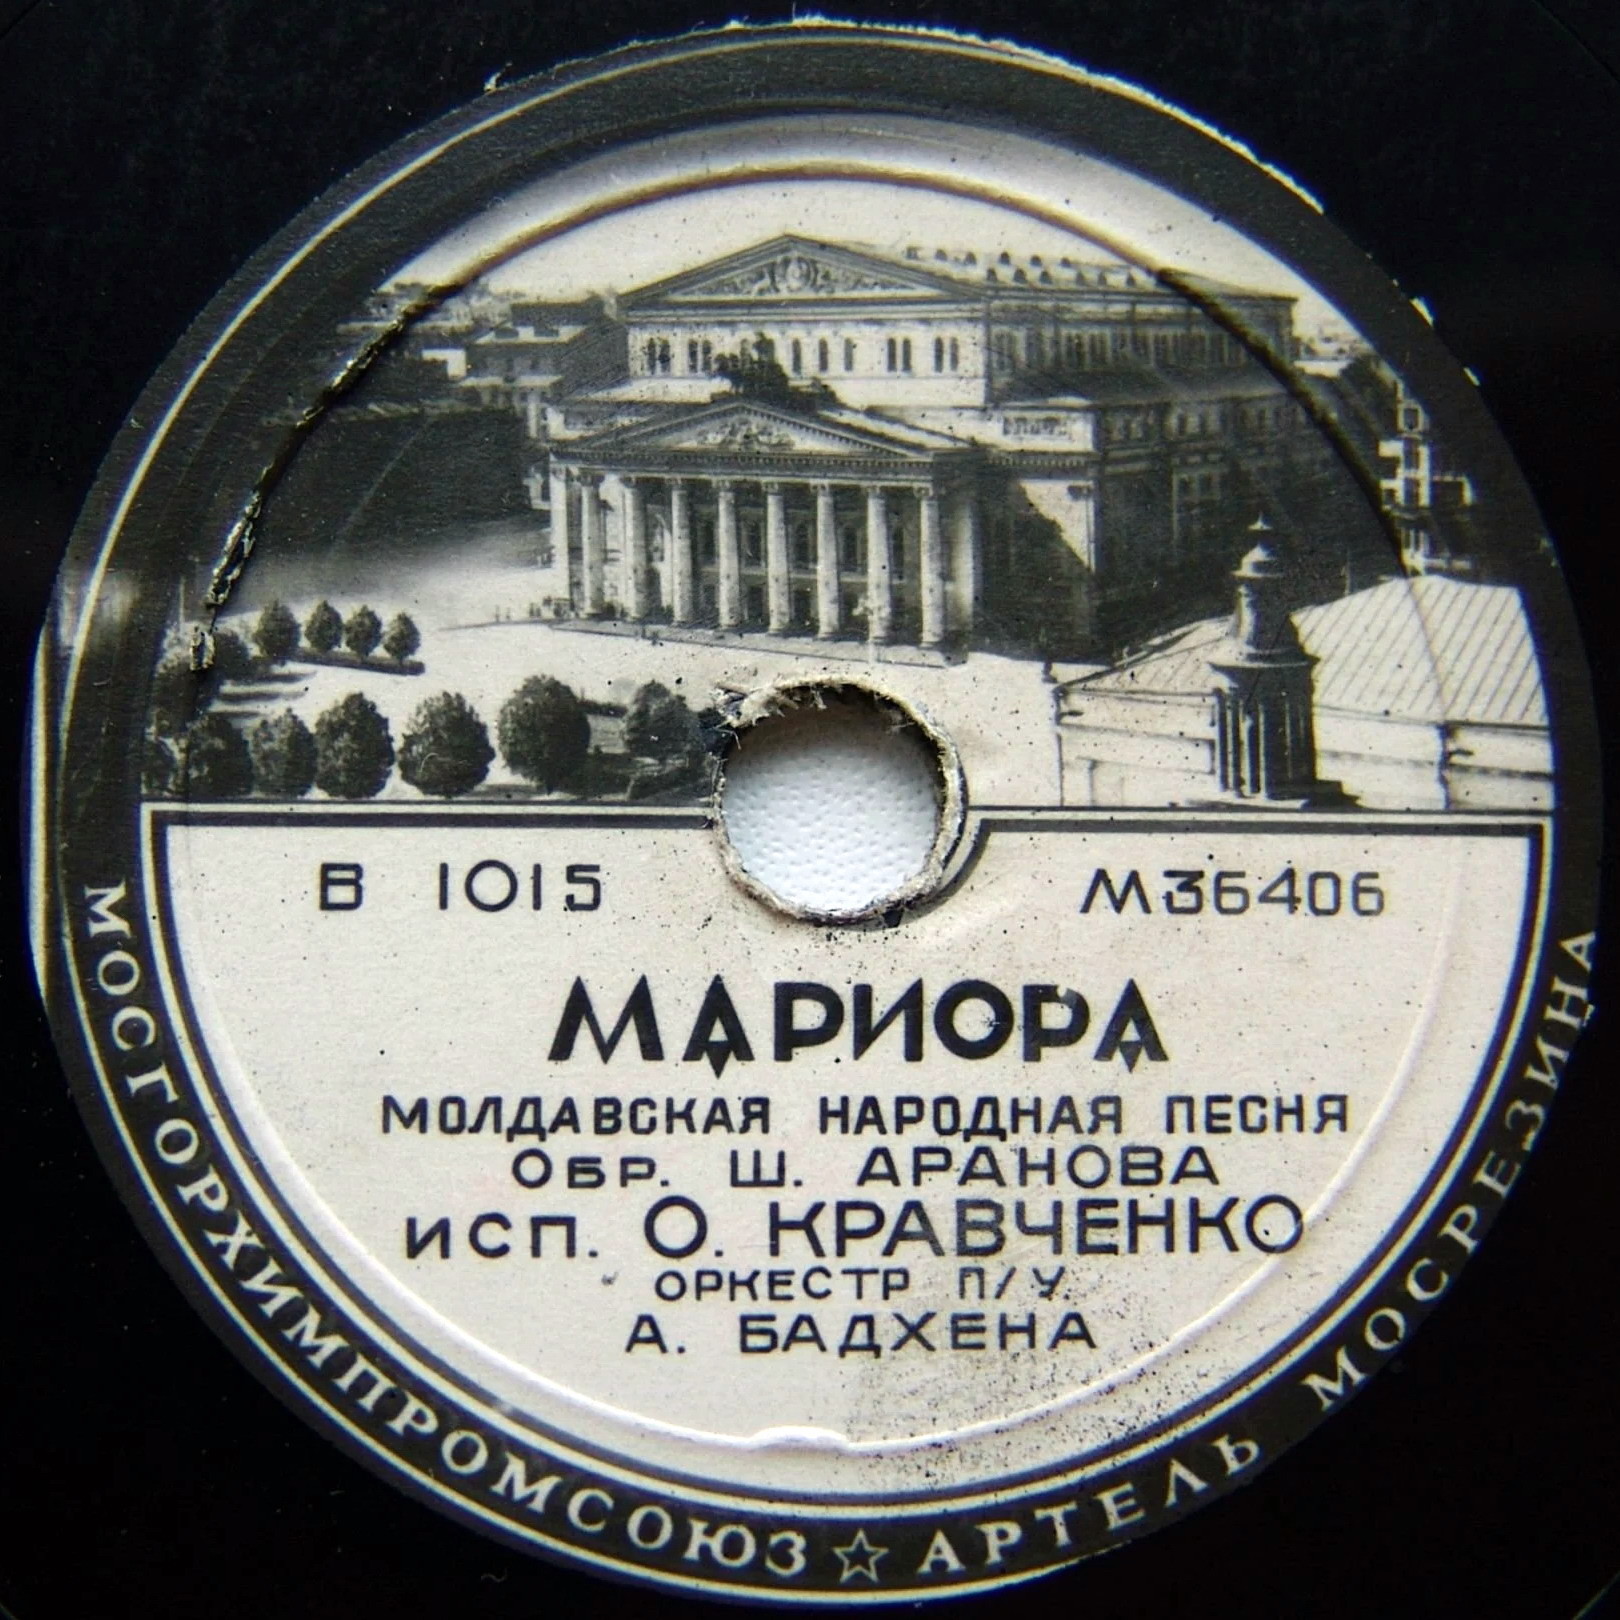 В 1015 М36406
МАРИОРА
МОЛДАВСКАЯ НАРОДНАЯ ПЕСНЯ
ОБР. Ш. АРАНОВА
ИСП. О. КРАВЧЕНКО
ОРКЕСТР П/У.
А. БАДХЕНА
МОСГОРХИМПРОМСОЮЗ ☆ АРТЕЛЬ МОСРЕЗИНА